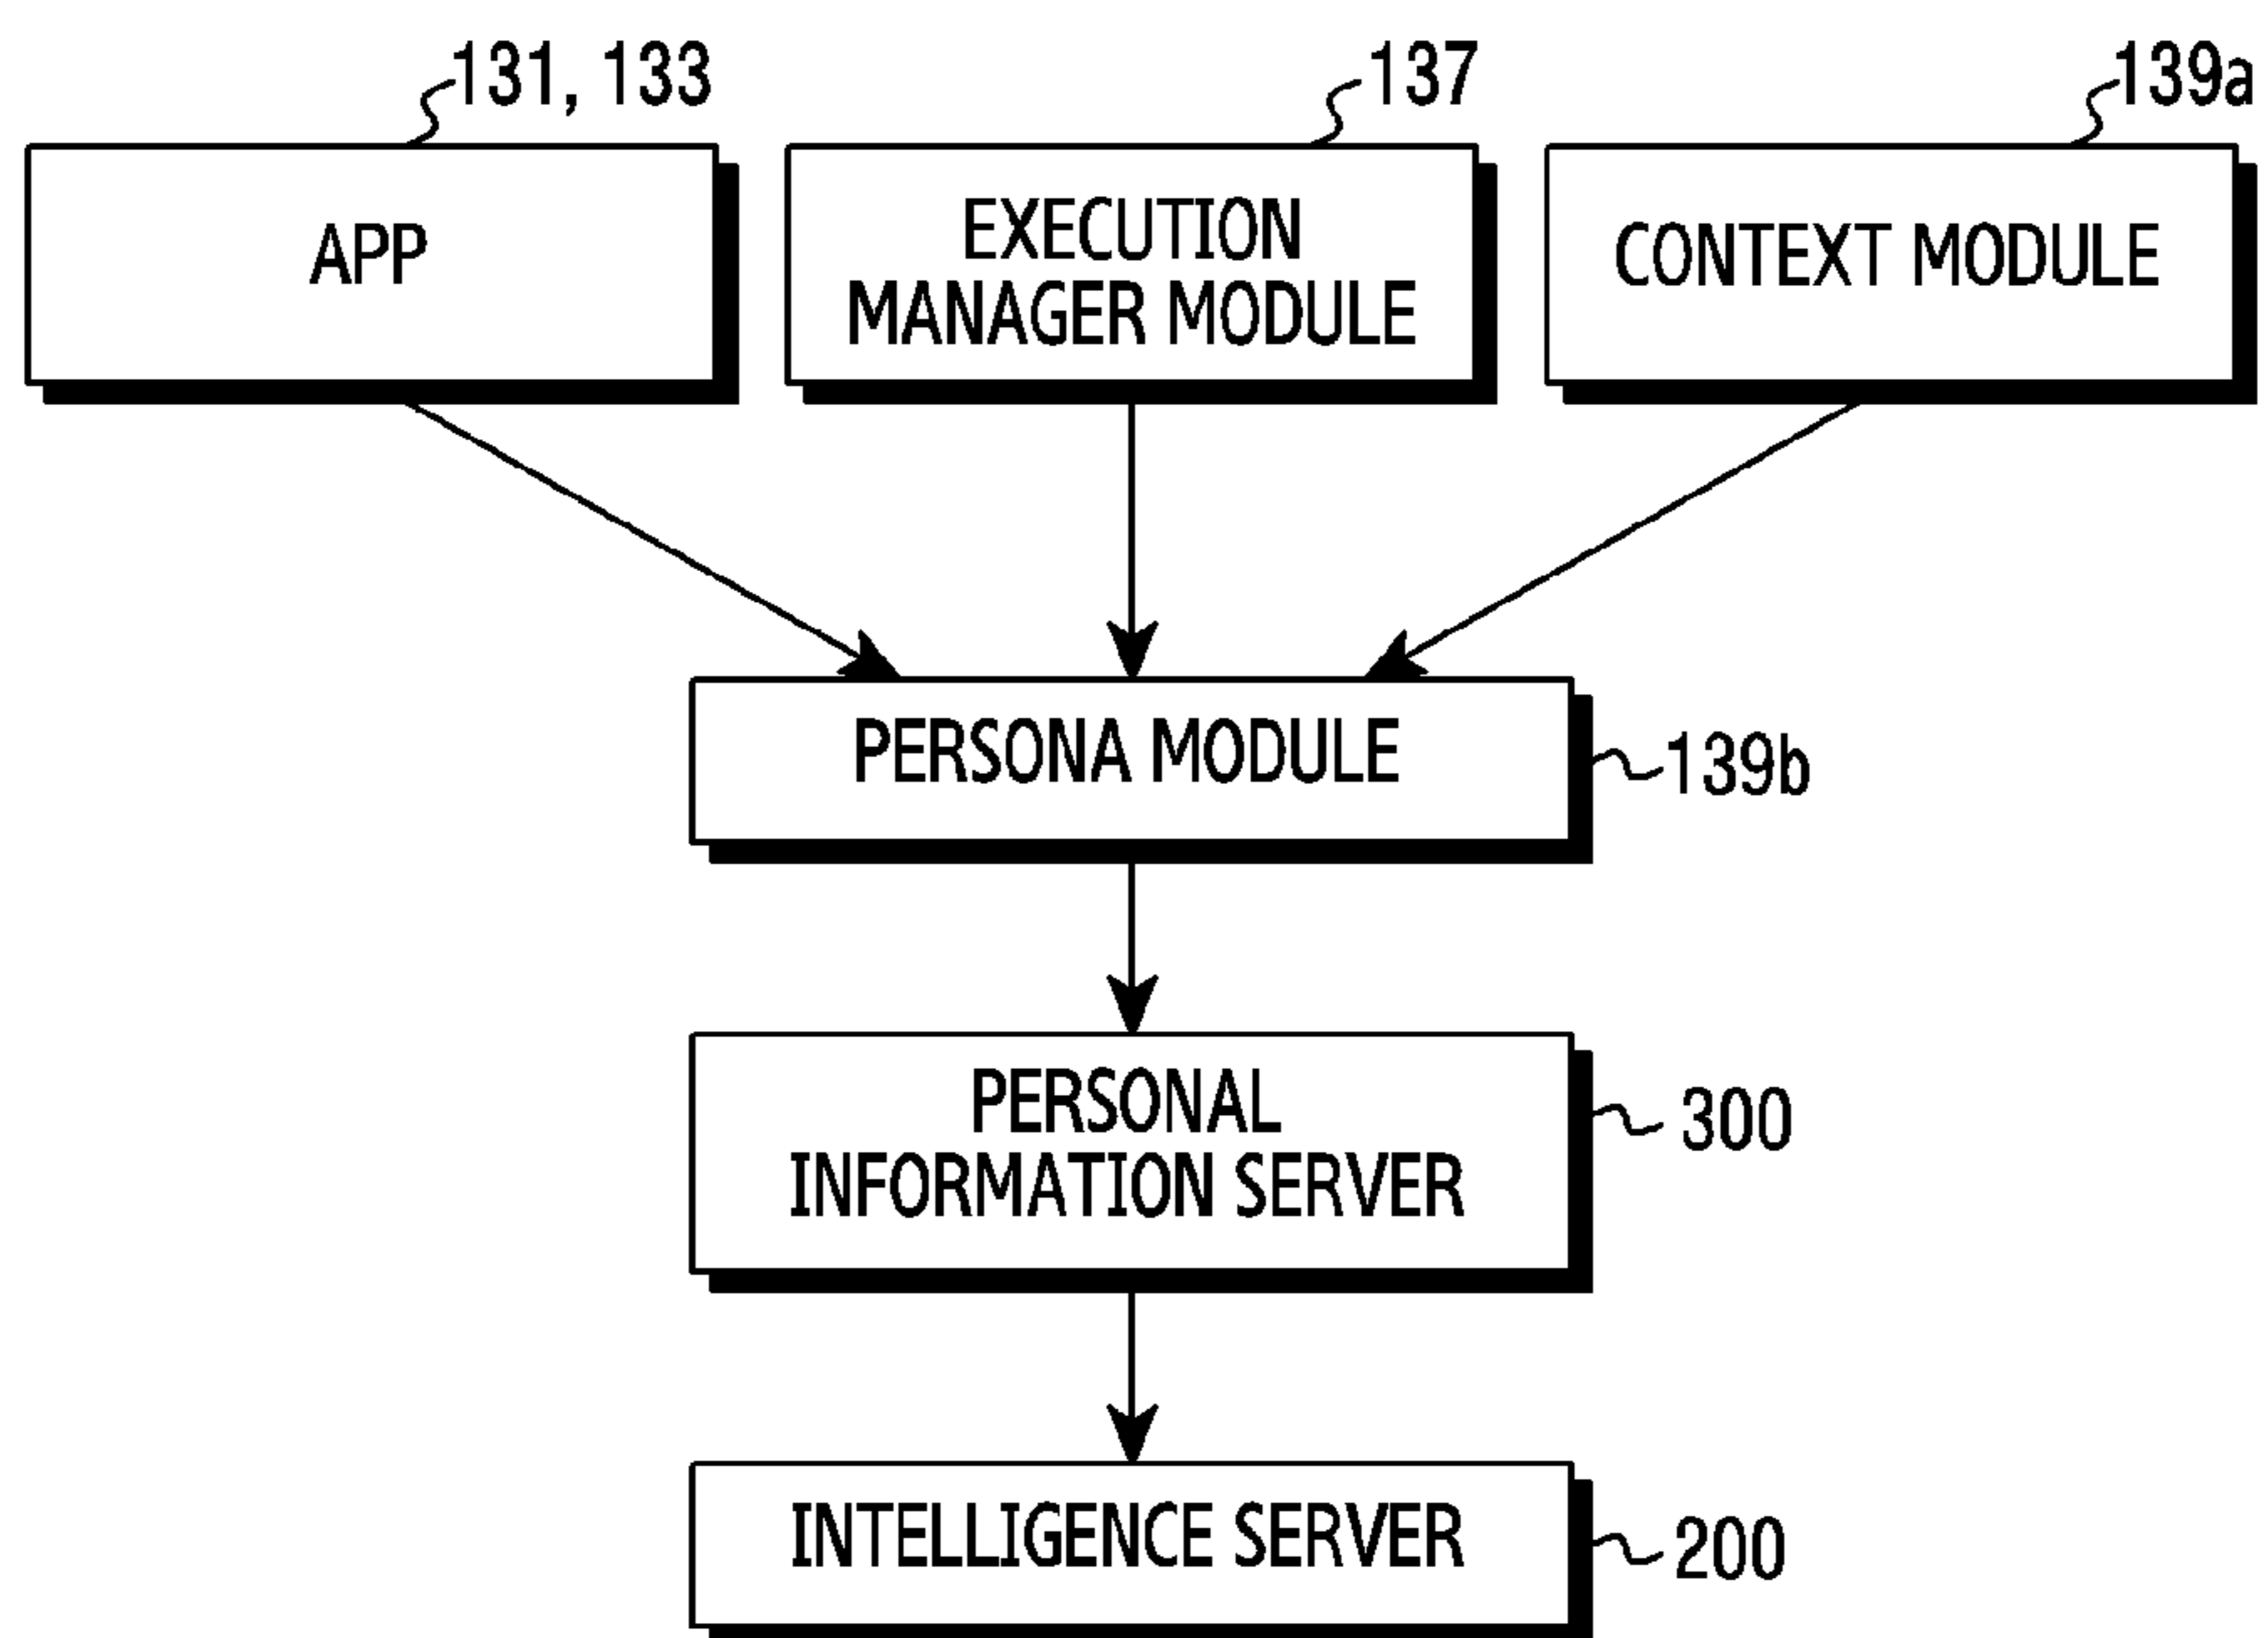 131, 133
137
139a
APP
EXECUTION
MANAGER MODULE
CONTEXT MODULE
PERSONA MODULE
139b
PERSONAL
INFORMATION SERVER
300
INTELLIGENCE SERVER
200